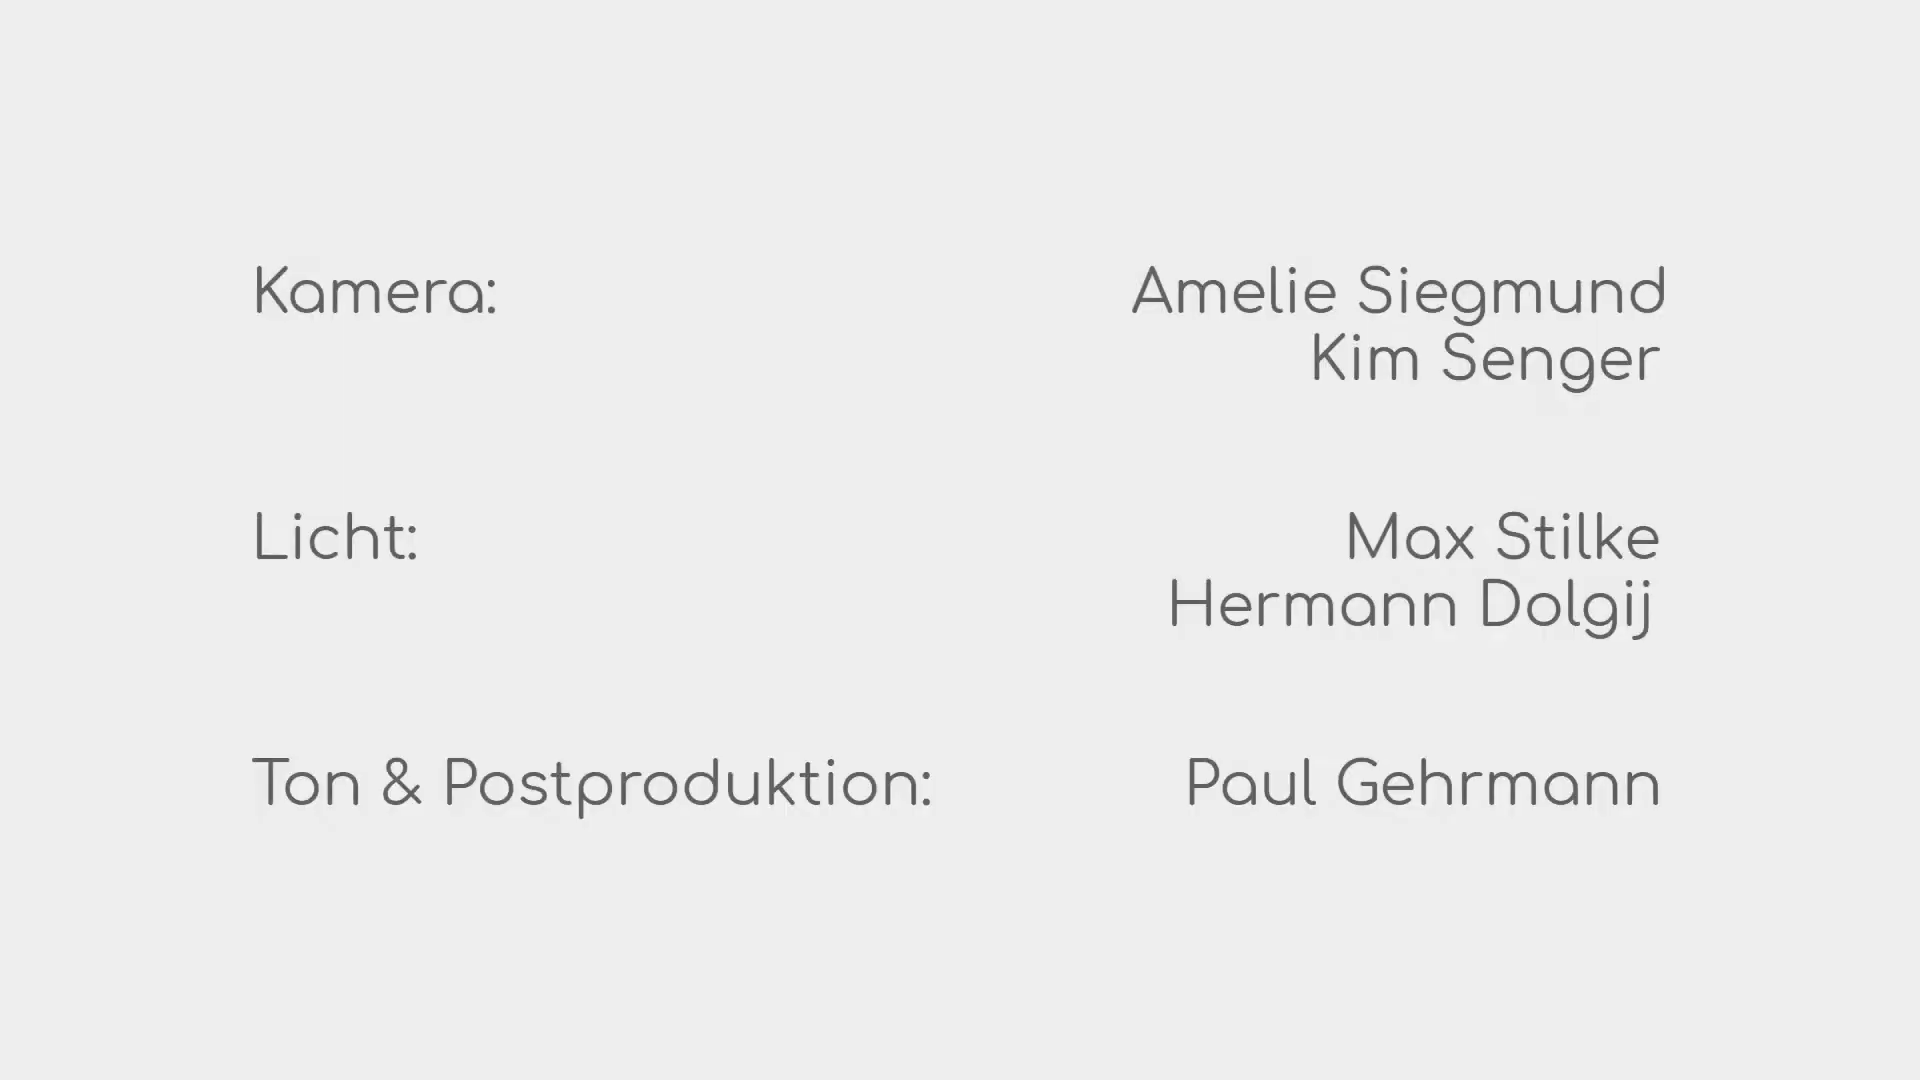 Kamera: Amelie Siegmund
Kim Senger
Licht: Max Stilke
Hermann Dolgij
Ton & Postproduktion: Paul Gehrmann